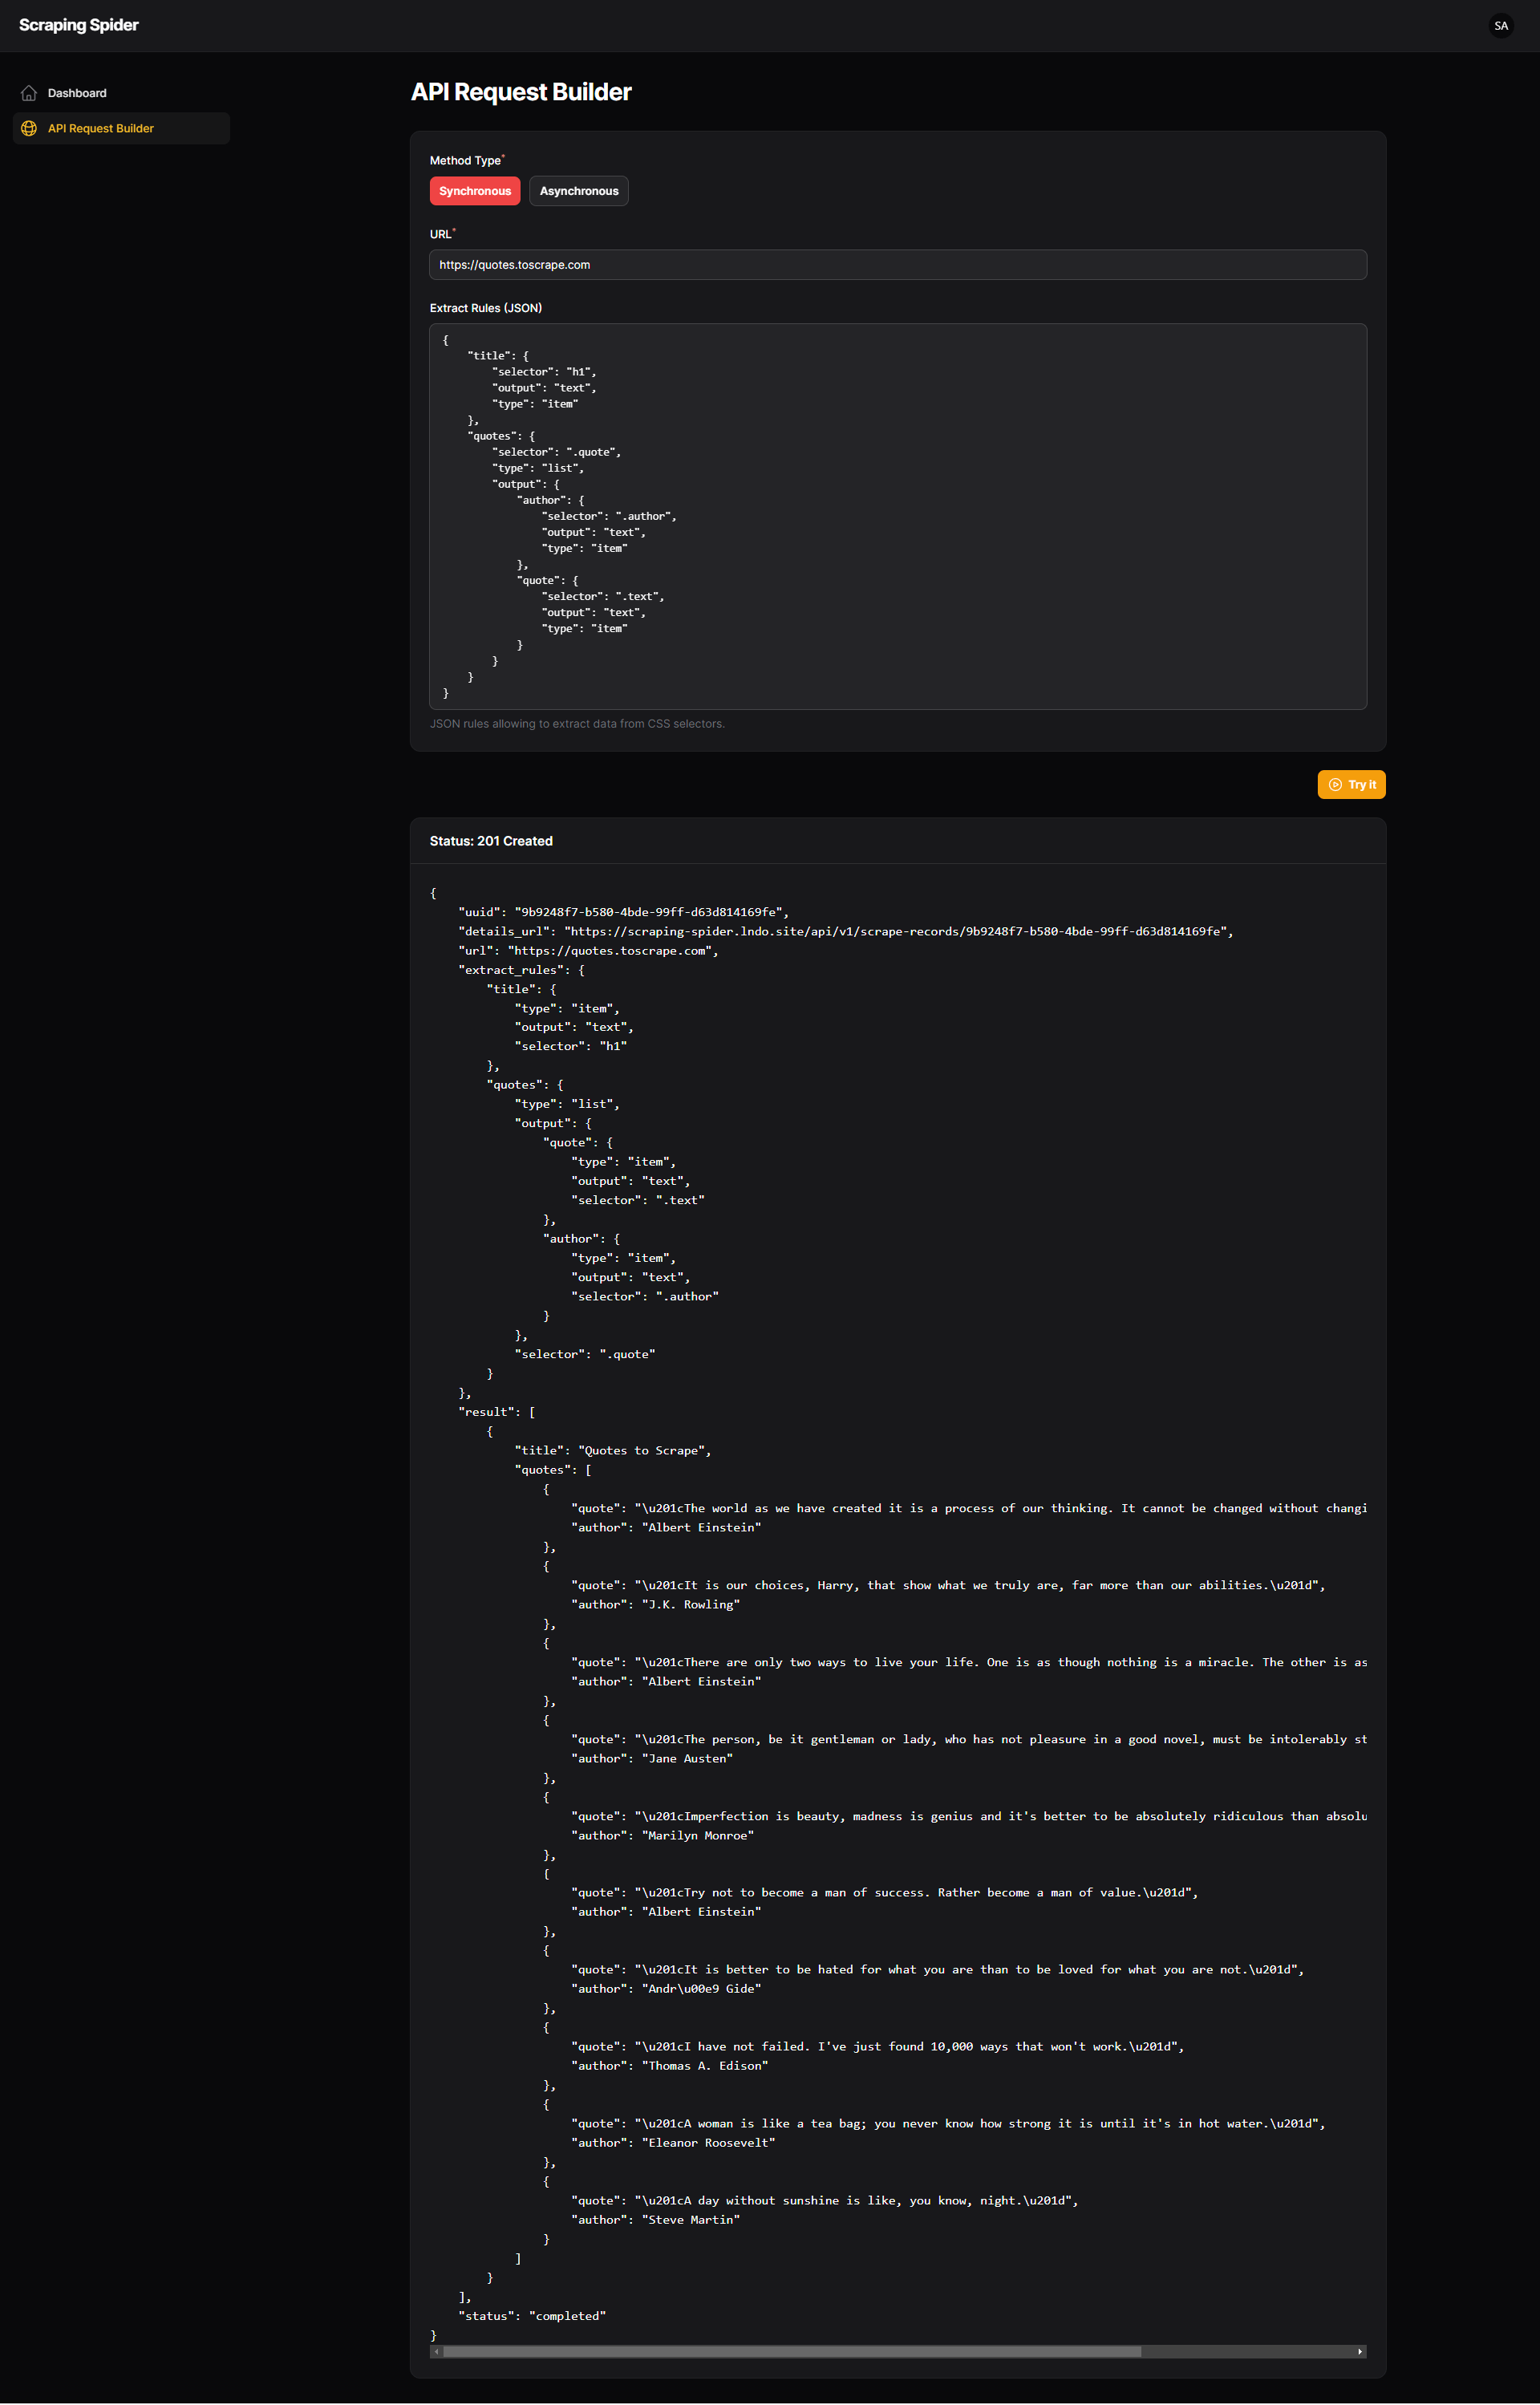 Scraping Spider
SA
Dashboard
API Request Builder
API Request Builder
Method Type*
Synchronous Asynchronous
URL*
https://quotes.toscrape.com
Extract Rules (JSON)
{
    "title": {
        "selector": "h1",
        "output": "text",
        "type": "item"
    },
    "quotes": {
        "selector": ".quote",
        "type": "list",
        "output": {
            "author": {
                "selector": ".author",
                "output": "text",
                "type": "item"
            },
            "quote": {
                "selector": ".text",
                "output": "text",
                "type": "item"
            }
        }
    }
}
JSON rules allowing to extract data from CSS selectors.
Try it
Status: 201 Created
{
    "uuid": "9b9248f7-b580-4bde-99ff-d63d814169fe",
    "details_url": "https://scraping-spider.lndo.site/api/v1/scrape-records/9b9248f7-b580-4bde-99ff-d63d814169fe",
    "url": "https://quotes.toscrape.com",
    "extract_rules": {
        "title": {
            "type": "item",
            "output": "text",
            "selector": "h1"
        },
        "quotes": {
            "type": "list",
            "output": {
                "quote": {
                    "type": "item",
                    "output": "text",
                    "selector": ".text"
                },
                "author": {
                    "type": "item",
                    "output": "text",
                    "selector": ".author"
                }
            },
            "selector": ".quote"
        }
    },
    "result": [
        {
            "title": "Quotes to Scrape",
            "quotes": [
                {
                    "quote": "\u201cThe world as we have created it is a process of our thinking. It cannot be changed without changi
                    "author": "Albert Einstein"
                },
                {
                    "quote": "\u201cIt is our choices, Harry, that show what we truly are, far more than our abilities.\u201d",
                    "author": "J.K. Rowling"
                },
                {
                    "quote": "\u201cThere are only two ways to live your life. One is as though nothing is a miracle. The other is as
                    "author": "Albert Einstein"
                },
                {
                    "quote": "\u201cThe person, be it gentleman or lady, who has not pleasure in a good novel, must be intolerably st
                    "author": "Jane Austen"
                },
                {
                    "quote": "\u201cImperfection is beauty, madness is genius and it's better to be absolutely ridiculous than absolu
                    "author": "Marilyn Monroe"
                },
                {
                    "quote": "\u201cTry not to become a man of success. Rather become a man of value.\u201d",
                    "author": "Albert Einstein"
                },
                {
                    "quote": "\u201cIt is better to be hated for what you are than to be loved for what you are not.\u201d",
                    "author": "Andr\u00e9 Gide"
                },
                {
                    "quote": "\u201cI have not failed. I've just found 10,000 ways that won't work.\u201d",
                    "author": "Thomas A. Edison"
                },
                {
                    "quote": "\u201cA woman is like a tea bag; you never know how strong it is until it's in hot water.\u201d",
                    "author": "Eleanor Roosevelt"
                },
                {
                    "quote": "\u201cA day without sunshine is like, you know, night.\u201d",
                    "author": "Steve Martin"
                }
            ]
        }
    ],
    "status": "completed"
}